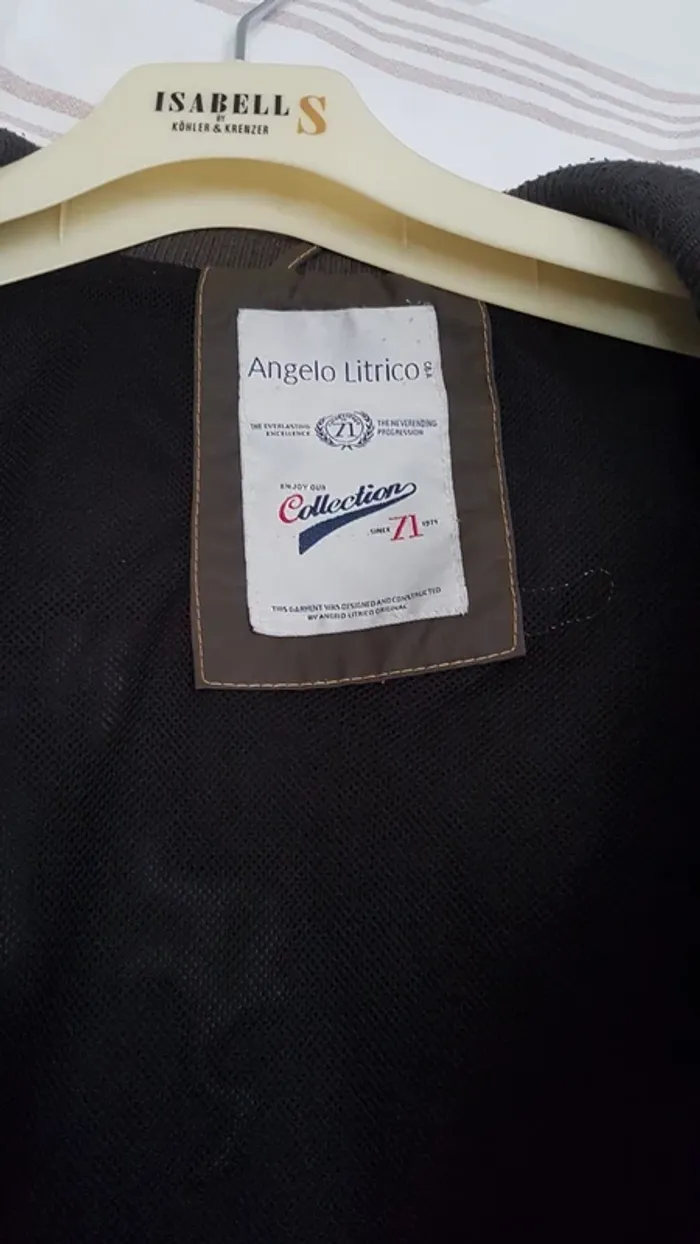 ISABELL S
BY
KÖHLER & KRENZER
Angelo Litrico C&A
THE EVERLASTING EXCELLENCE
71
THE NEVERENDING PROGRESSION
ENJOY OUR
Collection
SINCE 71 1971
THIS GARMENT WAS DESIGNED AND CONSTRUCTED
BY ANGELO LITRICO ORIGINAL